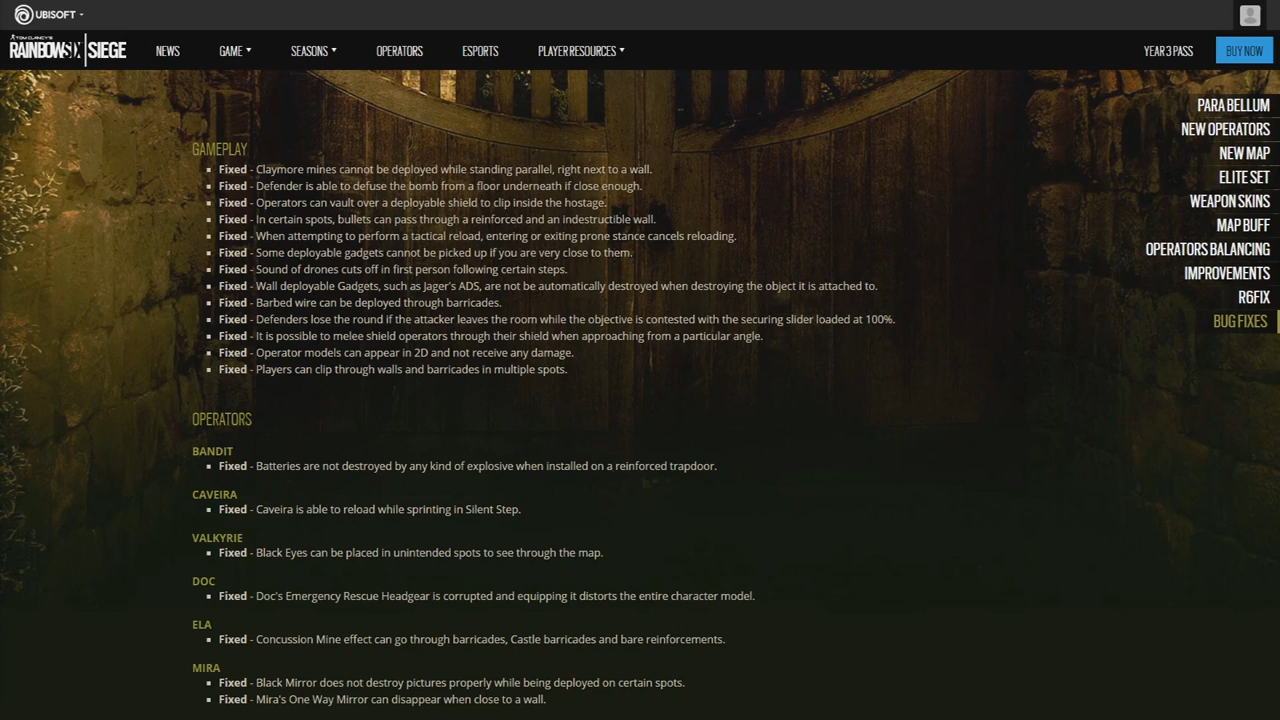 UBISOFT
TOM CLANCY'S
RAINBOWSIX | SIEGE
NEWS
GAME
SEASONS
OPERATORS
ESPORTS
PLAYER RESOURCES
YEAR 3 PASS
BUY NOW
PARA BELLUM
NEW OPERATORS
NEW MAP
ELITE SET
WEAPON SKINS
MAP BUFF
OPERATORS BALANCING
IMPROVEMENTS
R6FIX
BUG FIXES
GAMEPLAY
Fixed - Claymore mines cannot be deployed while standing parallel, right next to a wall.
Fixed - Defender is able to defuse the bomb from a floor underneath if close enough.
Fixed - Operators can vault over a deployable shield to clip inside the hostage.
Fixed - In certain spots, bullets can pass through a reinforced and an indestructible wall.
Fixed - When attempting to perform a tactical reload, entering or exiting prone stance cancels reloading.
Fixed - Some deployable gadgets cannot be picked up if you are very close to them.
Fixed - Sound of drones cuts off in first person following certain steps.
Fixed - Wall deployable Gadgets, such as Jager's ADS, are not be automatically destroyed when destroying the object it is attached to.
Fixed - Barbed wire can be deployed through barricades.
Fixed - Defenders lose the round if the attacker leaves the room while the objective is contested with the securing slider loaded at 100%.
Fixed - It is possible to melee shield operators through their shield when approaching from a particular angle.
Fixed - Operator models can appear in 2D and not receive any damage.
Fixed - Players can clip through walls and barricades in multiple spots.
OPERATORS
BANDIT
Fixed - Batteries are not destroyed by any kind of explosive when installed on a reinforced trapdoor.
CAVEIRA
Fixed - Caveira is able to reload while sprinting in Silent Step.
VALKYRIE
Fixed - Black Eyes can be placed in unintended spots to see through the map.
DOC
Fixed - Doc's Emergency Rescue Headgear is corrupted and equipping it distorts the entire character model.
ELA
Fixed - Concussion Mine effect can go through barricades, Castle barricades and bare reinforcements.
MIRA
Fixed - Black Mirror does not destroy pictures properly while being deployed on certain spots.
Fixed - Mira's One Way Mirror can disappear when close to a wall.